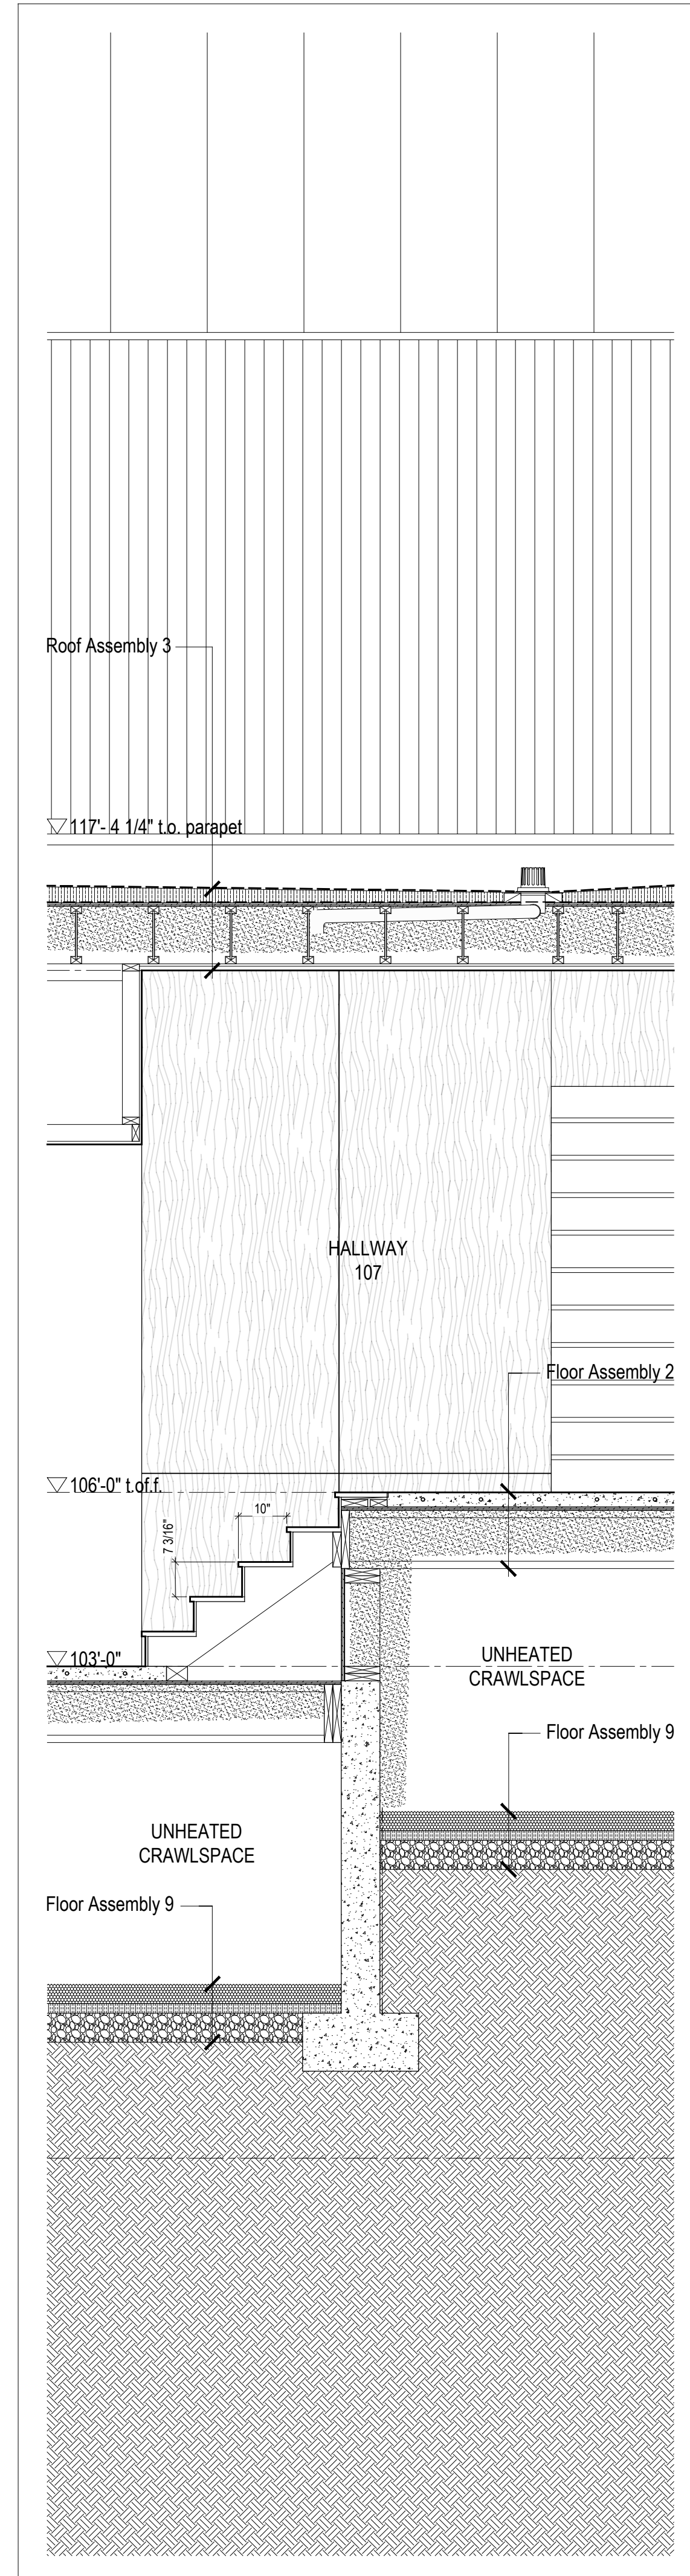 Roof Assembly 3
117'- 4 1/4" t.o. parapet
HALLWAY
107
Floor Assembly 2
106'-0" t.of.f.
10"
7 3/16"
103'-0"
UNHEATED
CRAWLSPACE
Floor Assembly 9
UNHEATED
CRAWLSPACE
Floor Assembly 9